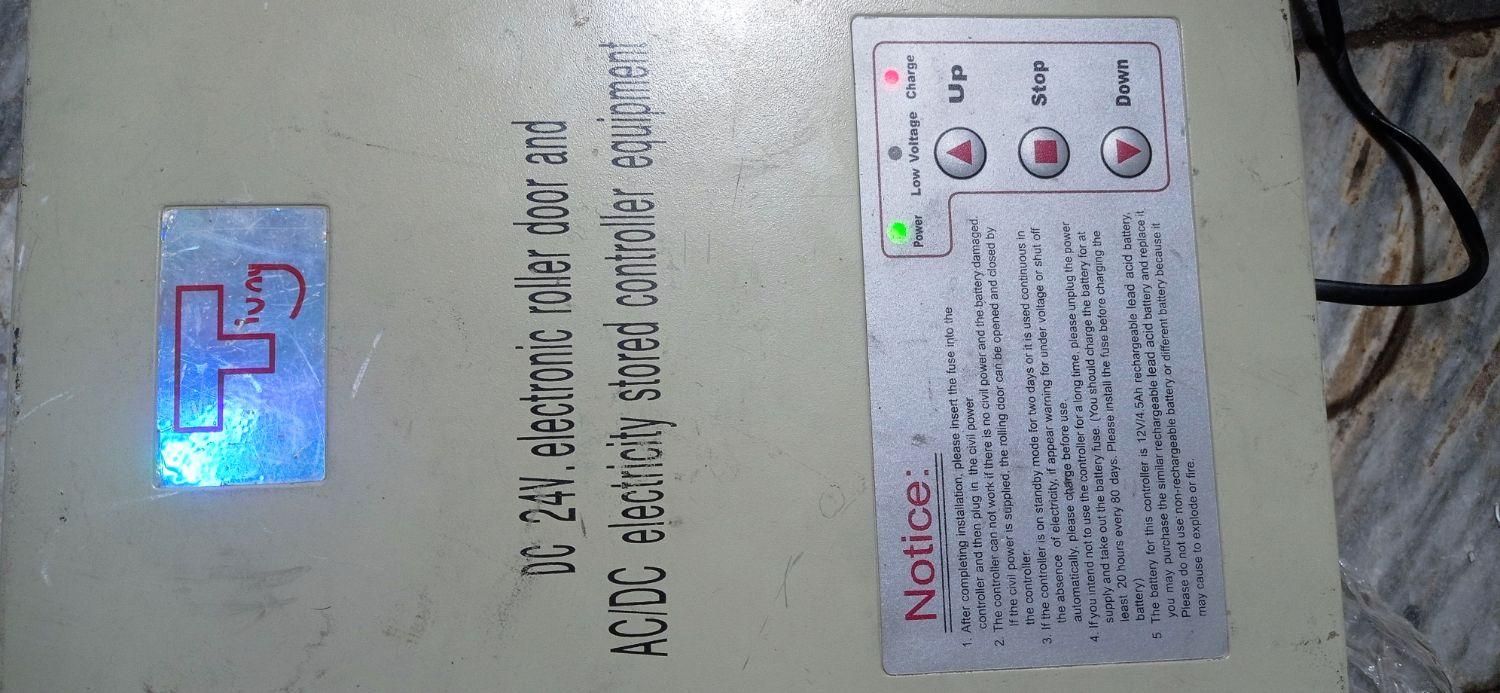 Tiuny
DC 24V.electronic roller door and
AC/DC electricity stored controller equipment
Power Low Voltage Charge
Up
Stop
Down
Notice:
1. After completing installation, please insert the fuse into the
controller and then plug in the civil power
2. The controller can not work if there is no civil power and the battery damaged.
If the civil power is supplied, the rolling door can be opened and closed by
the controller.
3. If the controller is on standby mode for two days or it is used continuous in
the absence of electricity, if appear warning for under voltage or shut off
automatically, please charge before use.
4. If you intend not to use the controller for a long time, please unplug the power
supply and take out the battery fuse. (You should charge the battery for at
least 20 hours every 80 days. Please install the fuse before charging the
battery)
5 The battery for this controller is 12V/4.5Ah rechargeable lead acid battery,
you may purchase the similar rechargeable lead acid battery and replace it
Please do not use non-rechargeable battery or different battery because it
may cause to explode or fire.